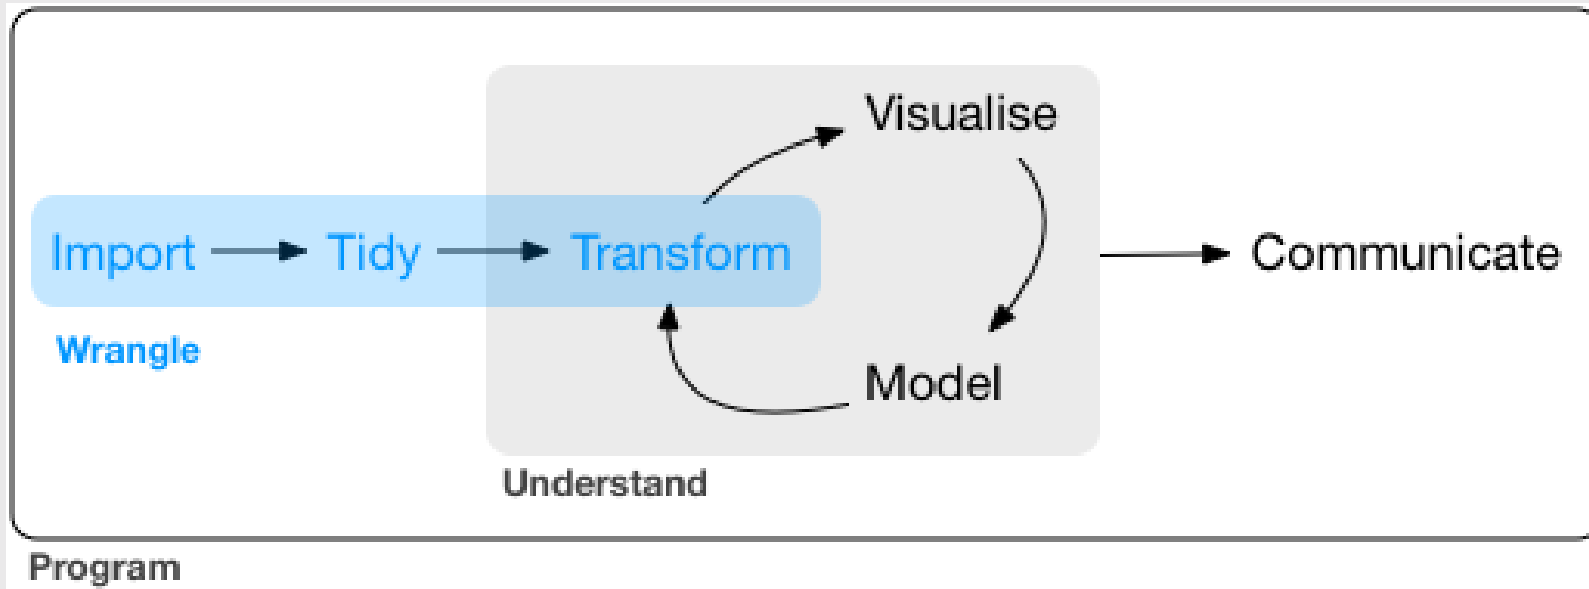 Visualise
Import Tidy Transform
Communicate
Wrangle
Model
Understand
Program